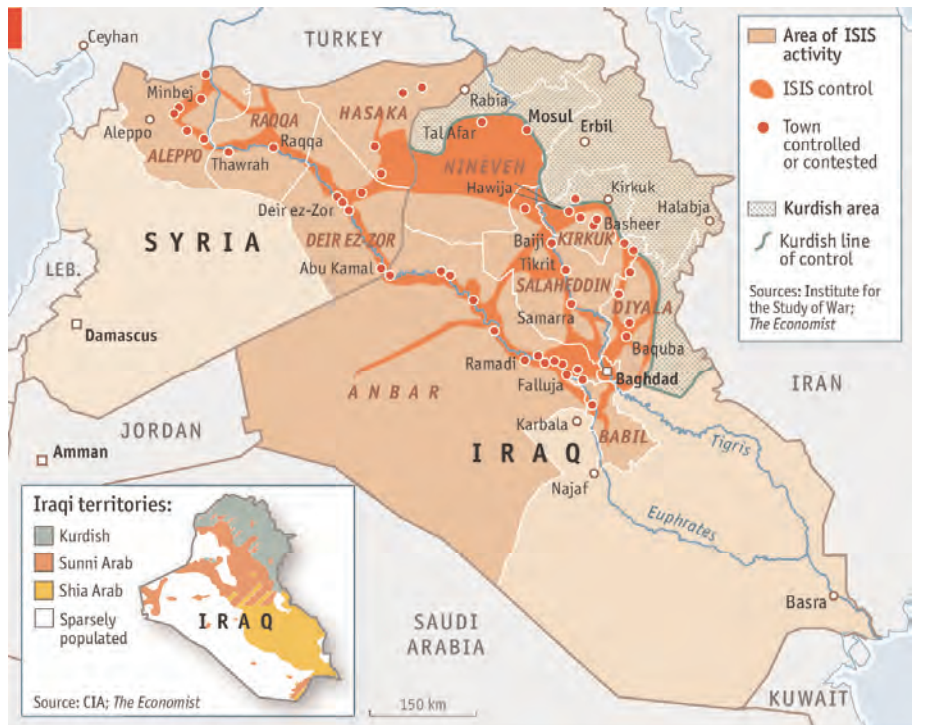 Ceyhan
TURKEY
Minbej
Aleppo
ALEPPO
RAQQA
Raqqa
Thawrah
HASAKA
Rabia
Tal Afar
Mosul
Erbil
NINEVEH
Hawija
Kirkuk
Halabja
Basheer
KIRKUK
Baiji
Tikrit
SALAHEDDIN
DIYALA
Samarra
Baquba
Deir ez-Zor
DEIR EZ-ZOR
SYRIA
Abu Kamal
LEB.
Damascus
Ramadi
Falluja
Baghdad
ANBAR
Karbala
BABIL
IRAQ
Najaf
JORDAN
Amman
IRAN
Tigris
Euphrates
Basra
SAUDI
ARABIA
KUWAIT
150 km
Area of ISIS
activity
ISIS control
Town
controlled
or contested
Kurdish area
Kurdish line
of control
Sources: Institute for
the Study of War;
The Economist
Iraqi territories:
Kurdish
Sunni Arab
Shia Arab
Sparsely
populated
IRAQ
Source: CIA; The Economist